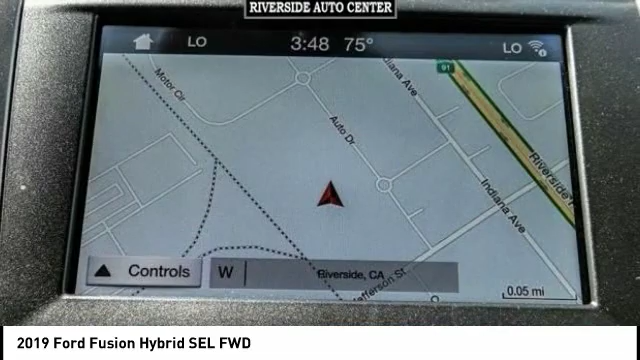 RIVERSIDE AUTO CENTER
LO 3:48 75° LO
91
Motor Cir
Indiana Ave
Auto Dr
Riverside
Indiana Ave
Controls W Riverside, CA
Jefferson St
0.05 mi
2019 Ford Fusion Hybrid SEL FWD